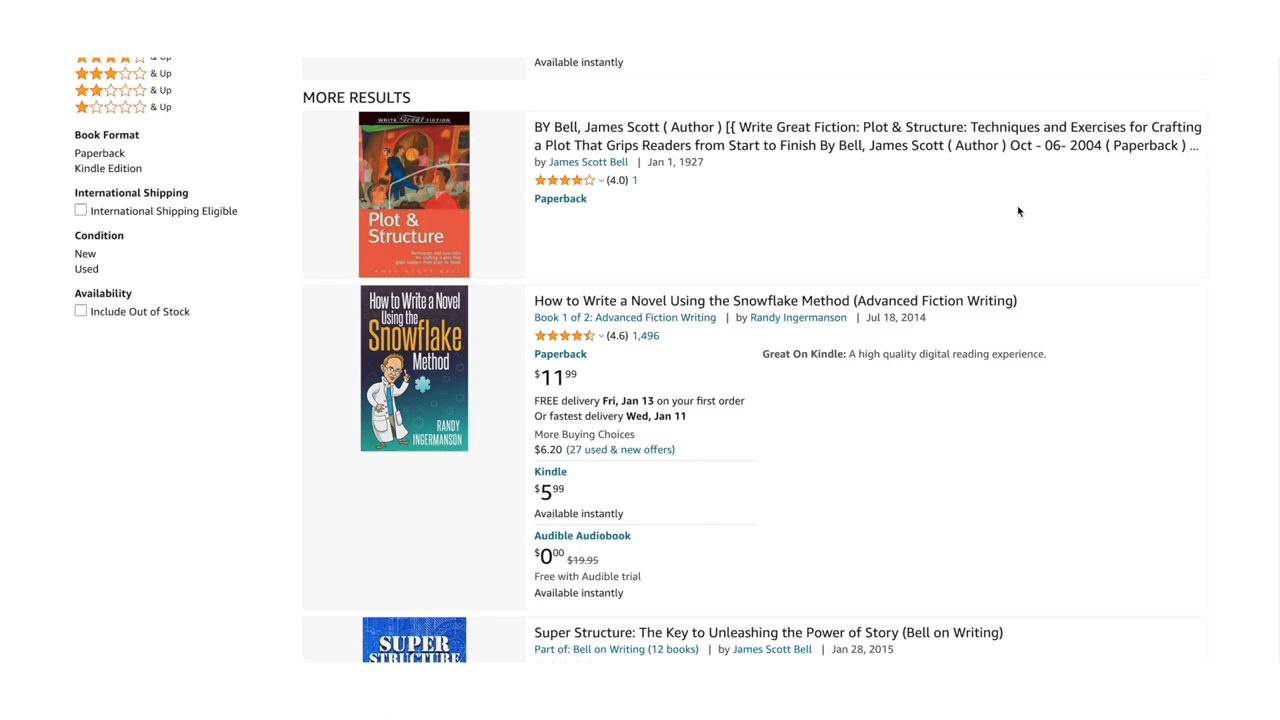 & Up
& Up
& Up
& Up
Book Format
Paperback
Kindle Edition
International Shipping
International Shipping Eligible
Condition
New
Used
Availability
Include Out of Stock
Available instantly
MORE RESULTS
WRITE Great FICTION
Plot &
Structure
BY Bell, James Scott ( Author ) [{ Write Great Fiction: Plot & Structure: Techniques and Exercises for Crafting
a Plot That Grips Readers from Start to Finish By Bell, James Scott ( Author ) Oct - 06- 2004 ( Paperback ) ...
by James Scott Bell | Jan 1, 1927
(4.0) 1
Paperback
How to Write a Novel
Using the
Snowflake
Method
RANDY
INGERMANSON
How to Write a Novel Using the Snowflake Method (Advanced Fiction Writing)
Book 1 of 2: Advanced Fiction Writing | by Randy Ingermanson | Jul 18, 2014
(4.6) 1,496
Paperback
Great On Kindle: A high quality digital reading experience.
$11 99
FREE delivery Fri, Jan 13 on your first order
Or fastest delivery Wed, Jan 11
More Buying Choices
$6.20 (27 used & new offers)
Kindle
$5 99
Available instantly
Audible Audiobook
$0 00 $19.95
Free with Audible trial
Available instantly
SUPER
STRUCTURE
Super Structure: The Key to Unleashing the Power of Story (Bell on Writing)
Part of: Bell on Writing (12 books) | by James Scott Bell | Jan 28, 2015